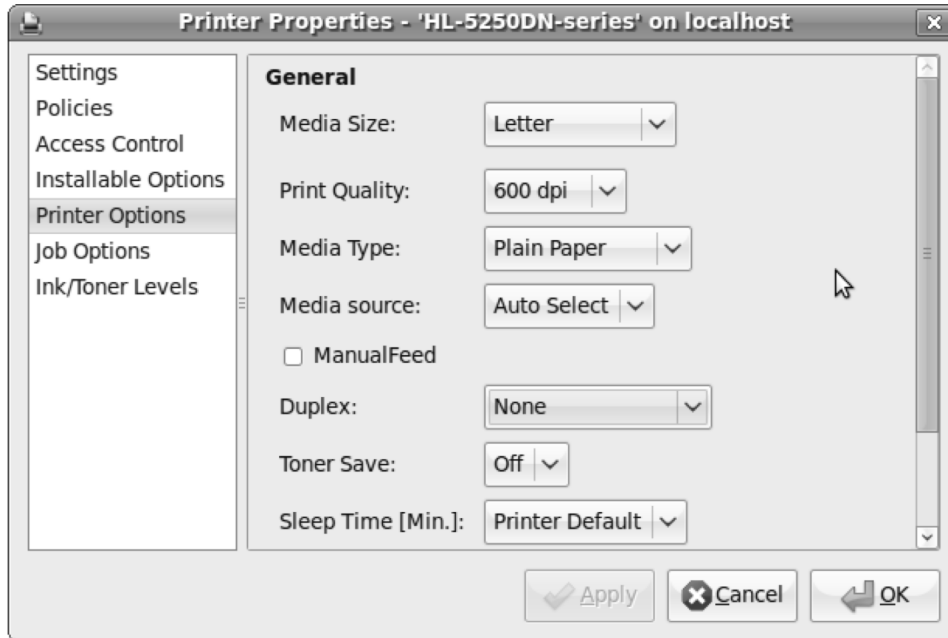 Printer Properties - 'HL-5250DN-series' on localhost
Settings
Policies
Access Control
Installable Options
Printer Options
Job Options
Ink/Toner Levels
General
Media Size: Letter
Print Quality: 600 dpi
Media Type: Plain Paper
Media source: Auto Select
ManualFeed
Duplex: None
Toner Save: Off
Sleep Time [Min.]: Printer Default
Apply Cancel OK